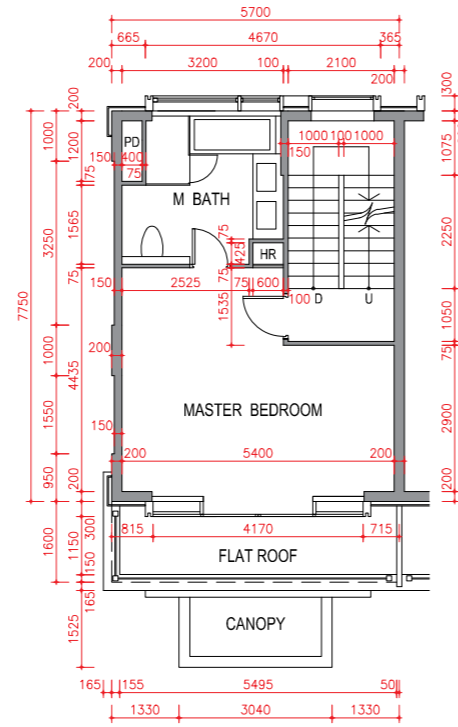 5700
665 4670 365
200 3200 100 2100 200
200 1000 1200 150 400 75 75
PD
1000 100 1000
150
300
1075
M BATH
7750
3250
1565
75
425
HR
2250
75
150 2525 75 600
75
1535
100 D U
1050
75
200
1000
4435
150
1550
MASTER BEDROOM
2900
200 5400 200
950
200
200
300
815 4170 715
1600
1150
150
FLAT ROOF
165
1525
CANOPY
165 155 5495 50
1330 3040 1330